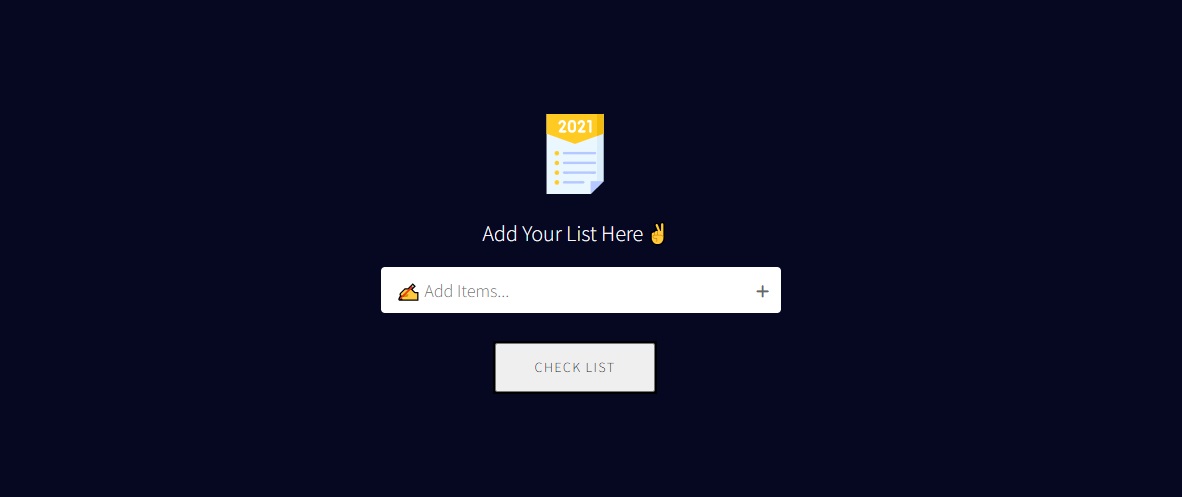 2021
Add Your List Here ✌️
✍️ Add Items...
CHECK LIST